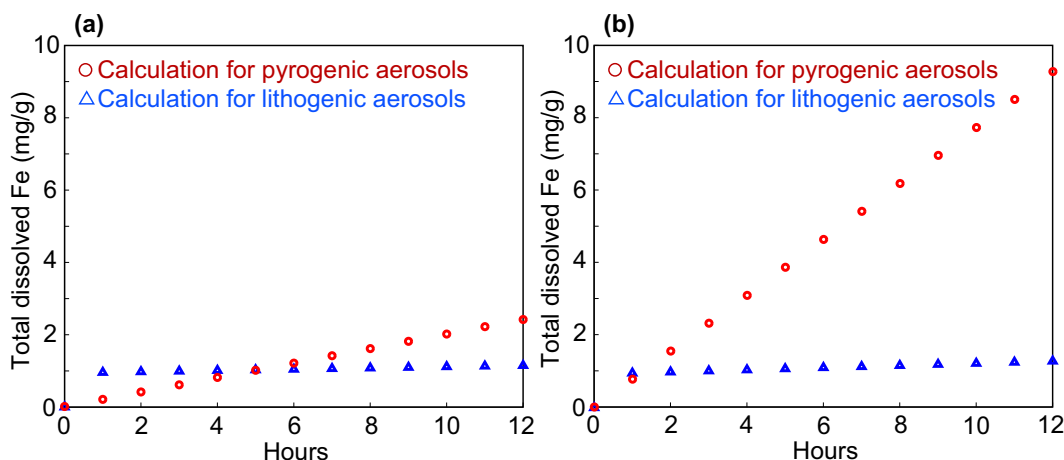 (a)
10
8
6
4
2
0
Total dissolved Fe (mg/g)
Calculation for pyrogenic aerosols
Calculation for lithogenic aerosols
0 2 4 6 8 10 12
Hours
(b)
10
8
6
4
2
0
Total dissolved Fe (mg/g)
Calculation for pyrogenic aerosols
Calculation for lithogenic aerosols
0 2 4 6 8 10 12
Hours